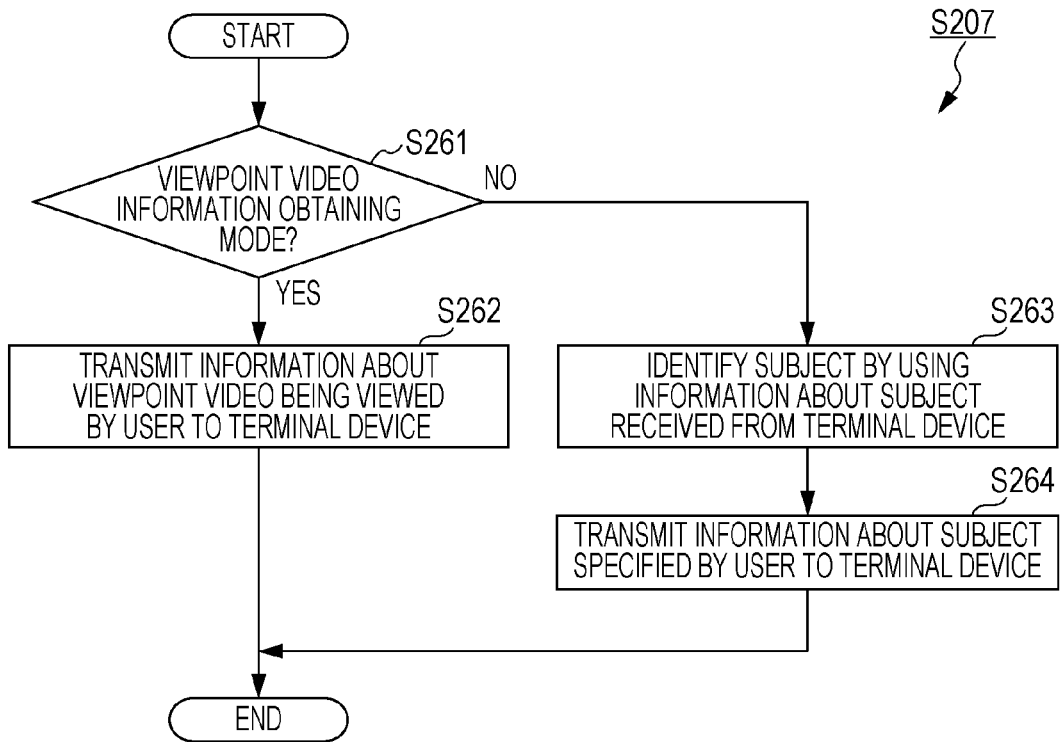 START
S207
S261
VIEWPOINT VIDEO
INFORMATION OBTAINING
MODE?
NO
YES
S262
TRANSMIT INFORMATION ABOUT
VIEWPOINT VIDEO BEING VIEWED
BY USER TO TERMINAL DEVICE
S263
IDENTIFY SUBJECT BY USING
INFORMATION ABOUT SUBJECT
RECEIVED FROM TERMINAL DEVICE
S264
TRANSMIT INFORMATION ABOUT SUBJECT
SPECIFIED BY USER TO TERMINAL DEVICE
END